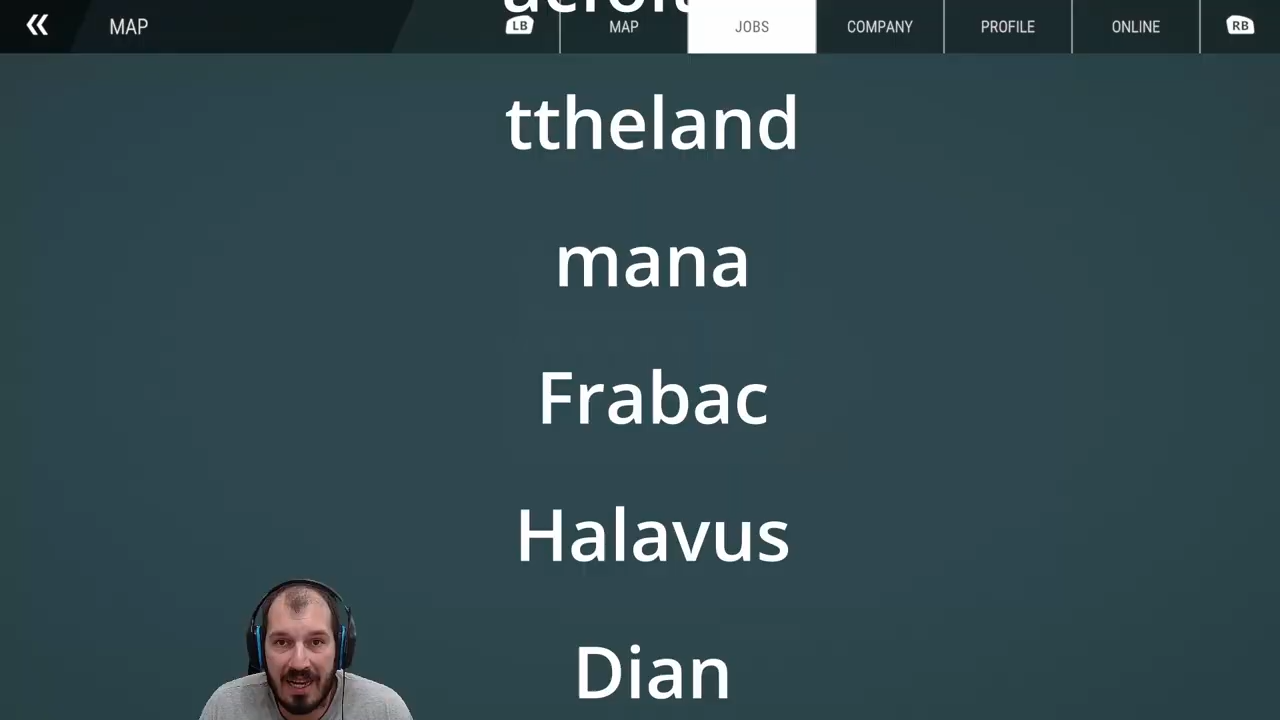 MAP
LB
MAP
JOBS
COMPANY
PROFILE
ONLINE
RB
ttheland
mana
Frabac
Halavus
Dian